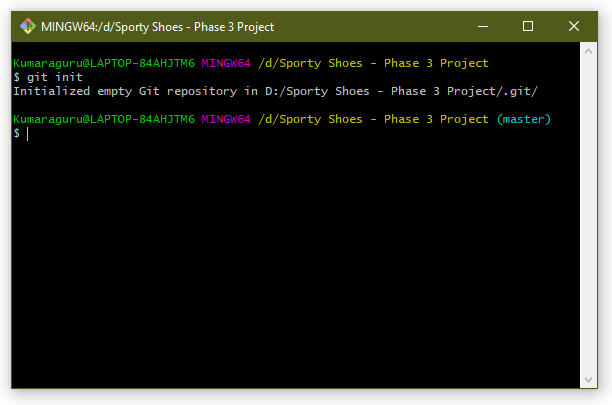 MINGW64:/d/Sporty Shoes - Phase 3 Project
Kumaraguru@LAPTOP-84AHJTM6 MINGW64 /d/Sporty Shoes - Phase 3 Project
$ git init
Initialized empty Git repository in D:/Sporty Shoes - Phase 3 Project/.git/
Kumaraguru@LAPTOP-84AHJTM6 MINGW64 /d/Sporty Shoes - Phase 3 Project (master)
$